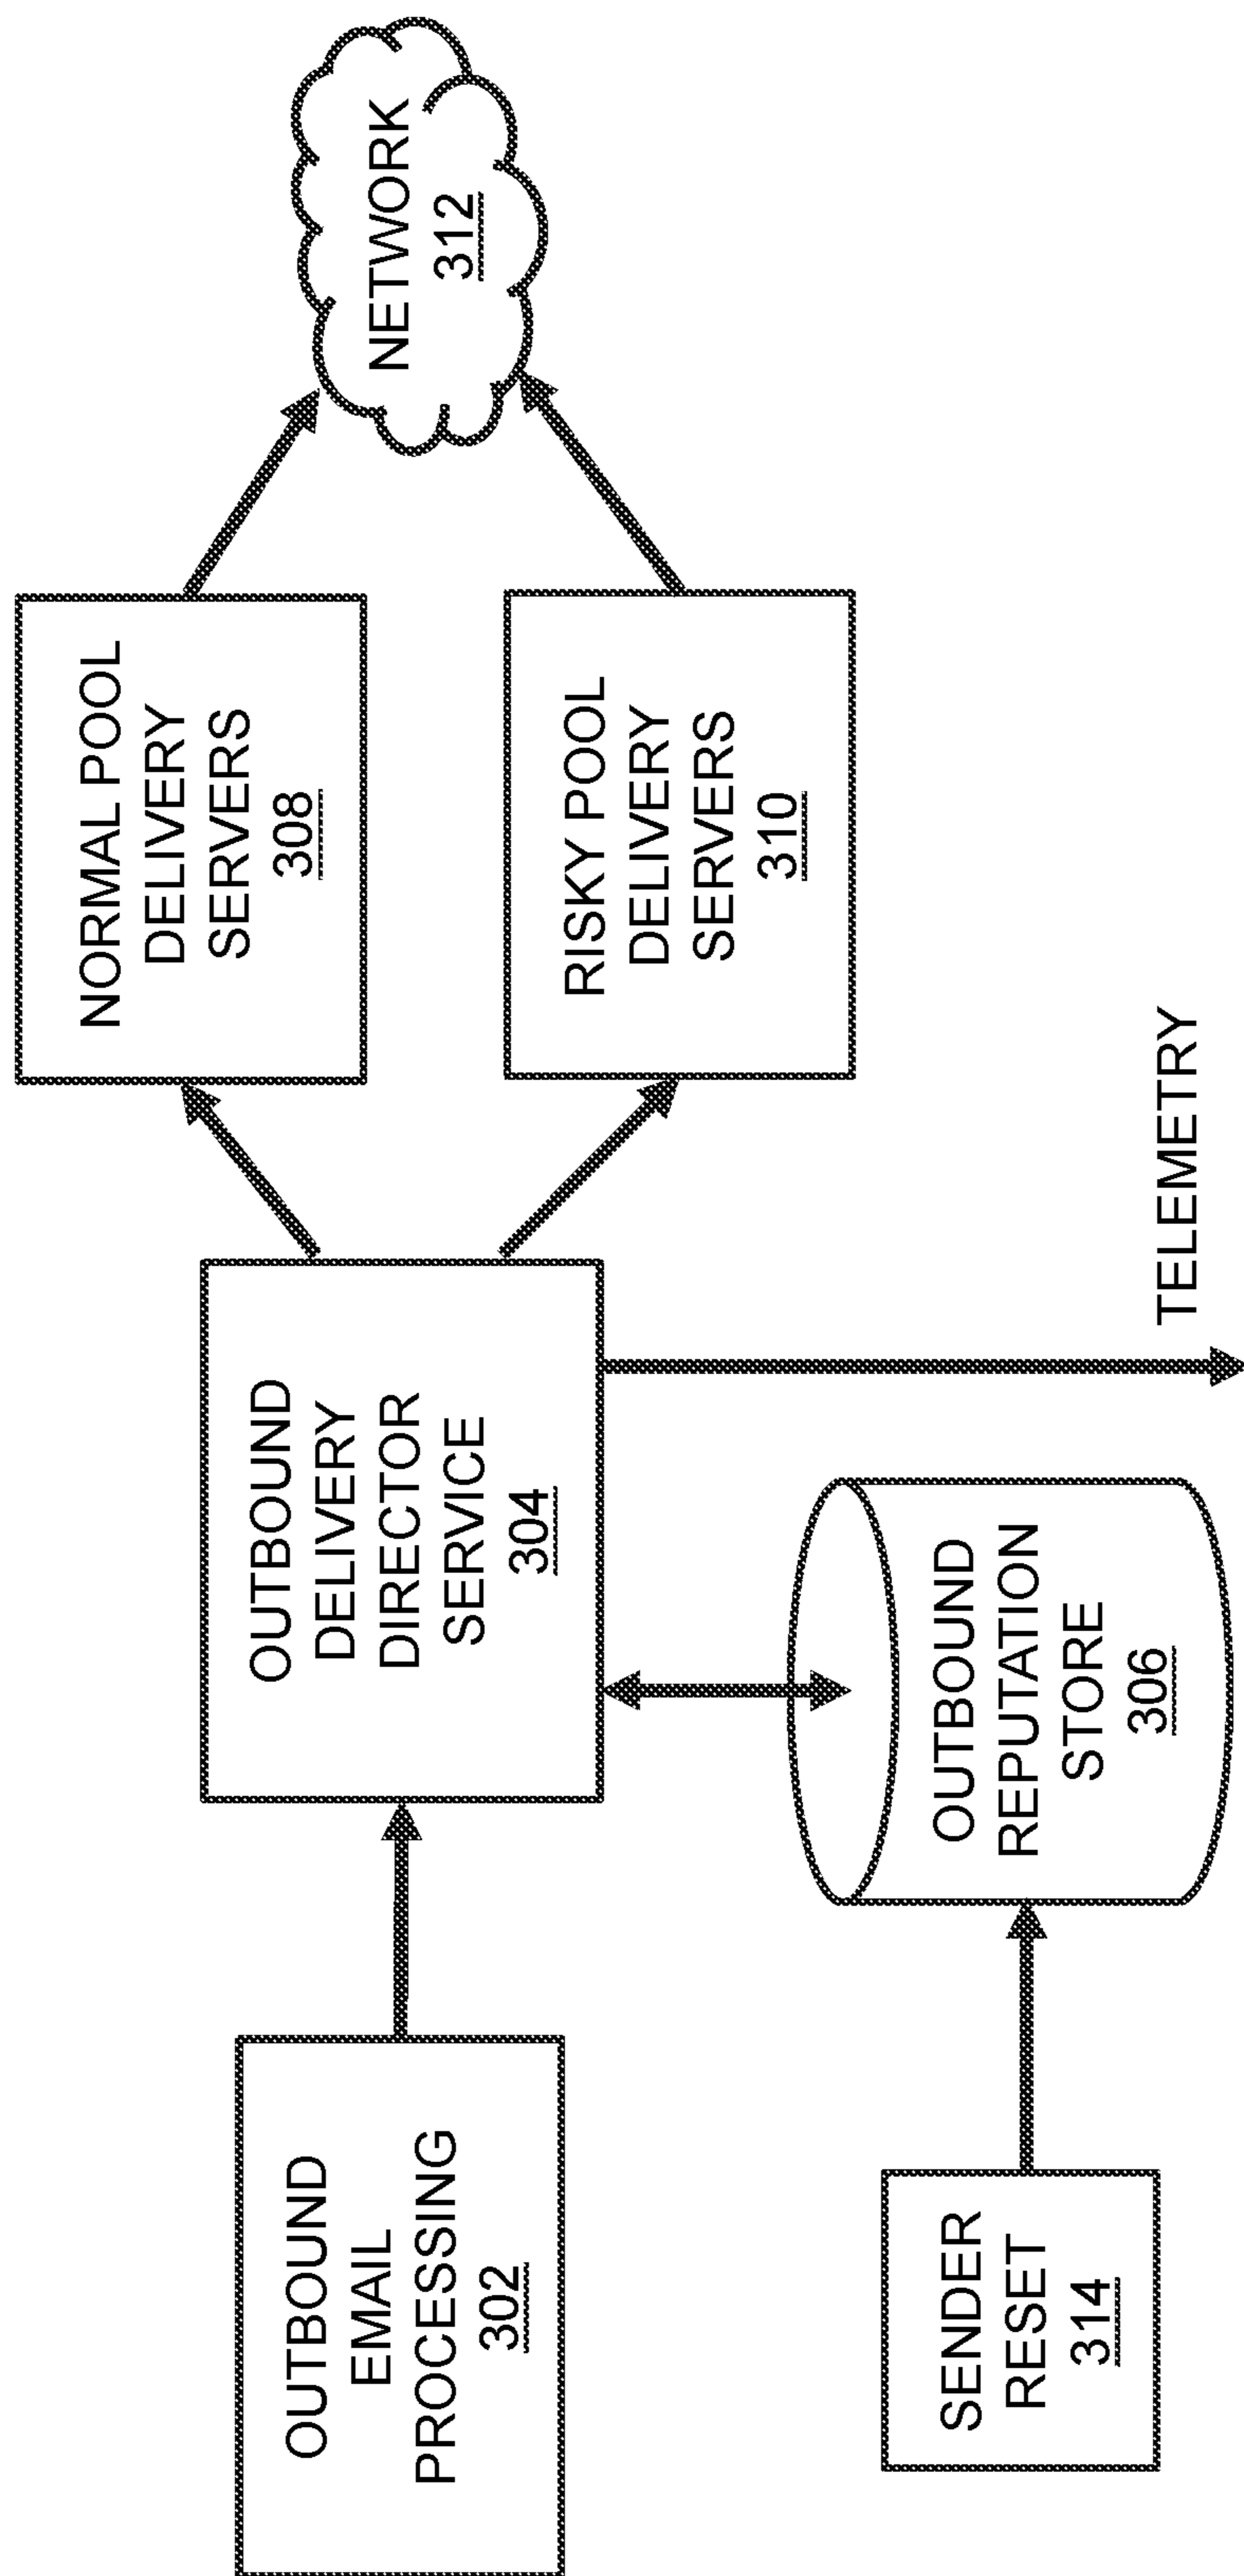 OUTBOUND
EMAIL
PROCESSING
302
OUTBOUND
DELIVERY
DIRECTOR
SERVICE
304
NORMAL POOL
DELIVERY
SERVERS
308
RISKY POOL
DELIVERY
SERVERS
310
NETWORK
312
SENDER
RESET
314
OUTBOUND
REPUTATION
STORE
306
TELEMETRY